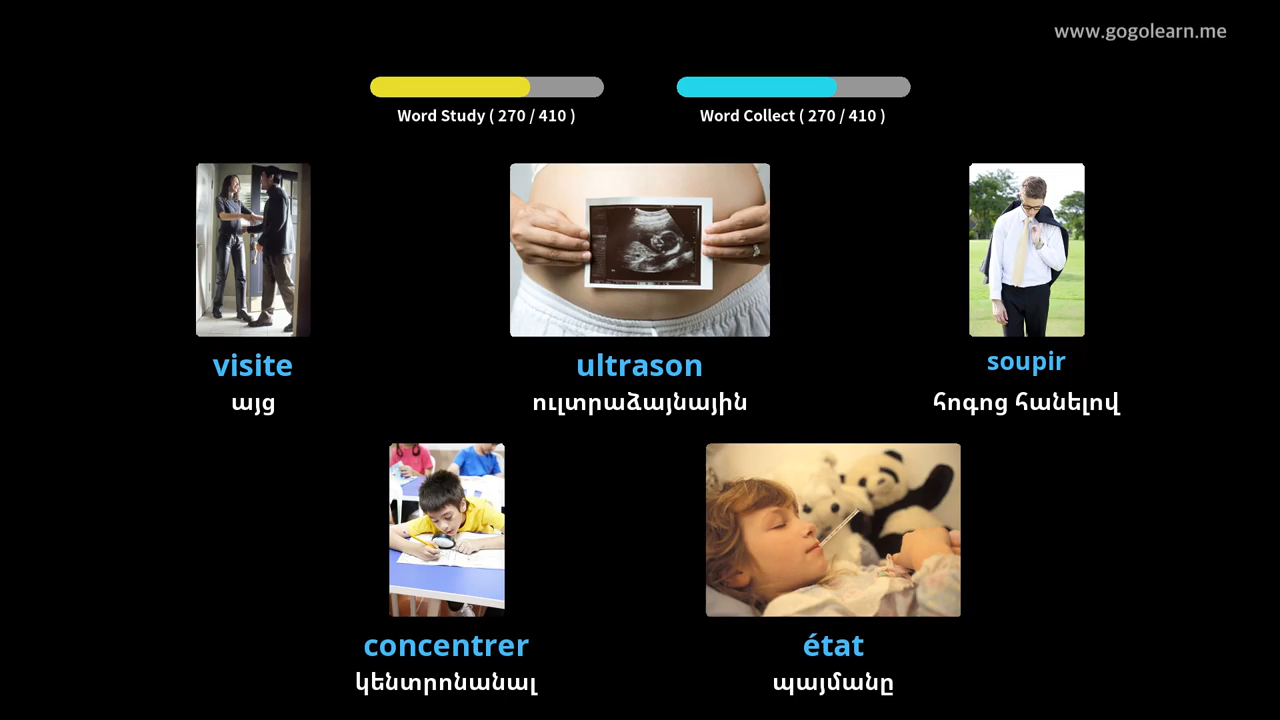 www.gogolearn.me
Word Study ( 270 / 410 )
Word Collect ( 270 / 410 )
visite
ultrason
soupir
այց
ուլտրաձայնային
հոգոց հանելով
concentrer
état
կենտրոնանալ
պայմանը